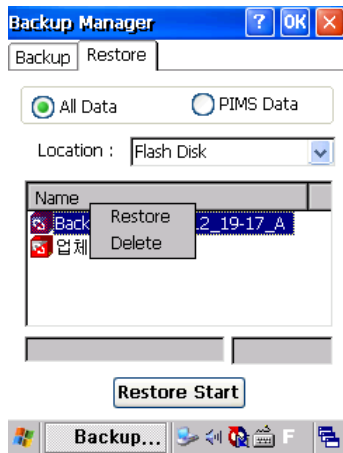 Backup Manager ? OK ×
Backup Restore
All Data PIMS Data
Location : Flash Disk
Name
Restore
Back 2_19-17_A
Delete
업체
Restore Start
Backup... F